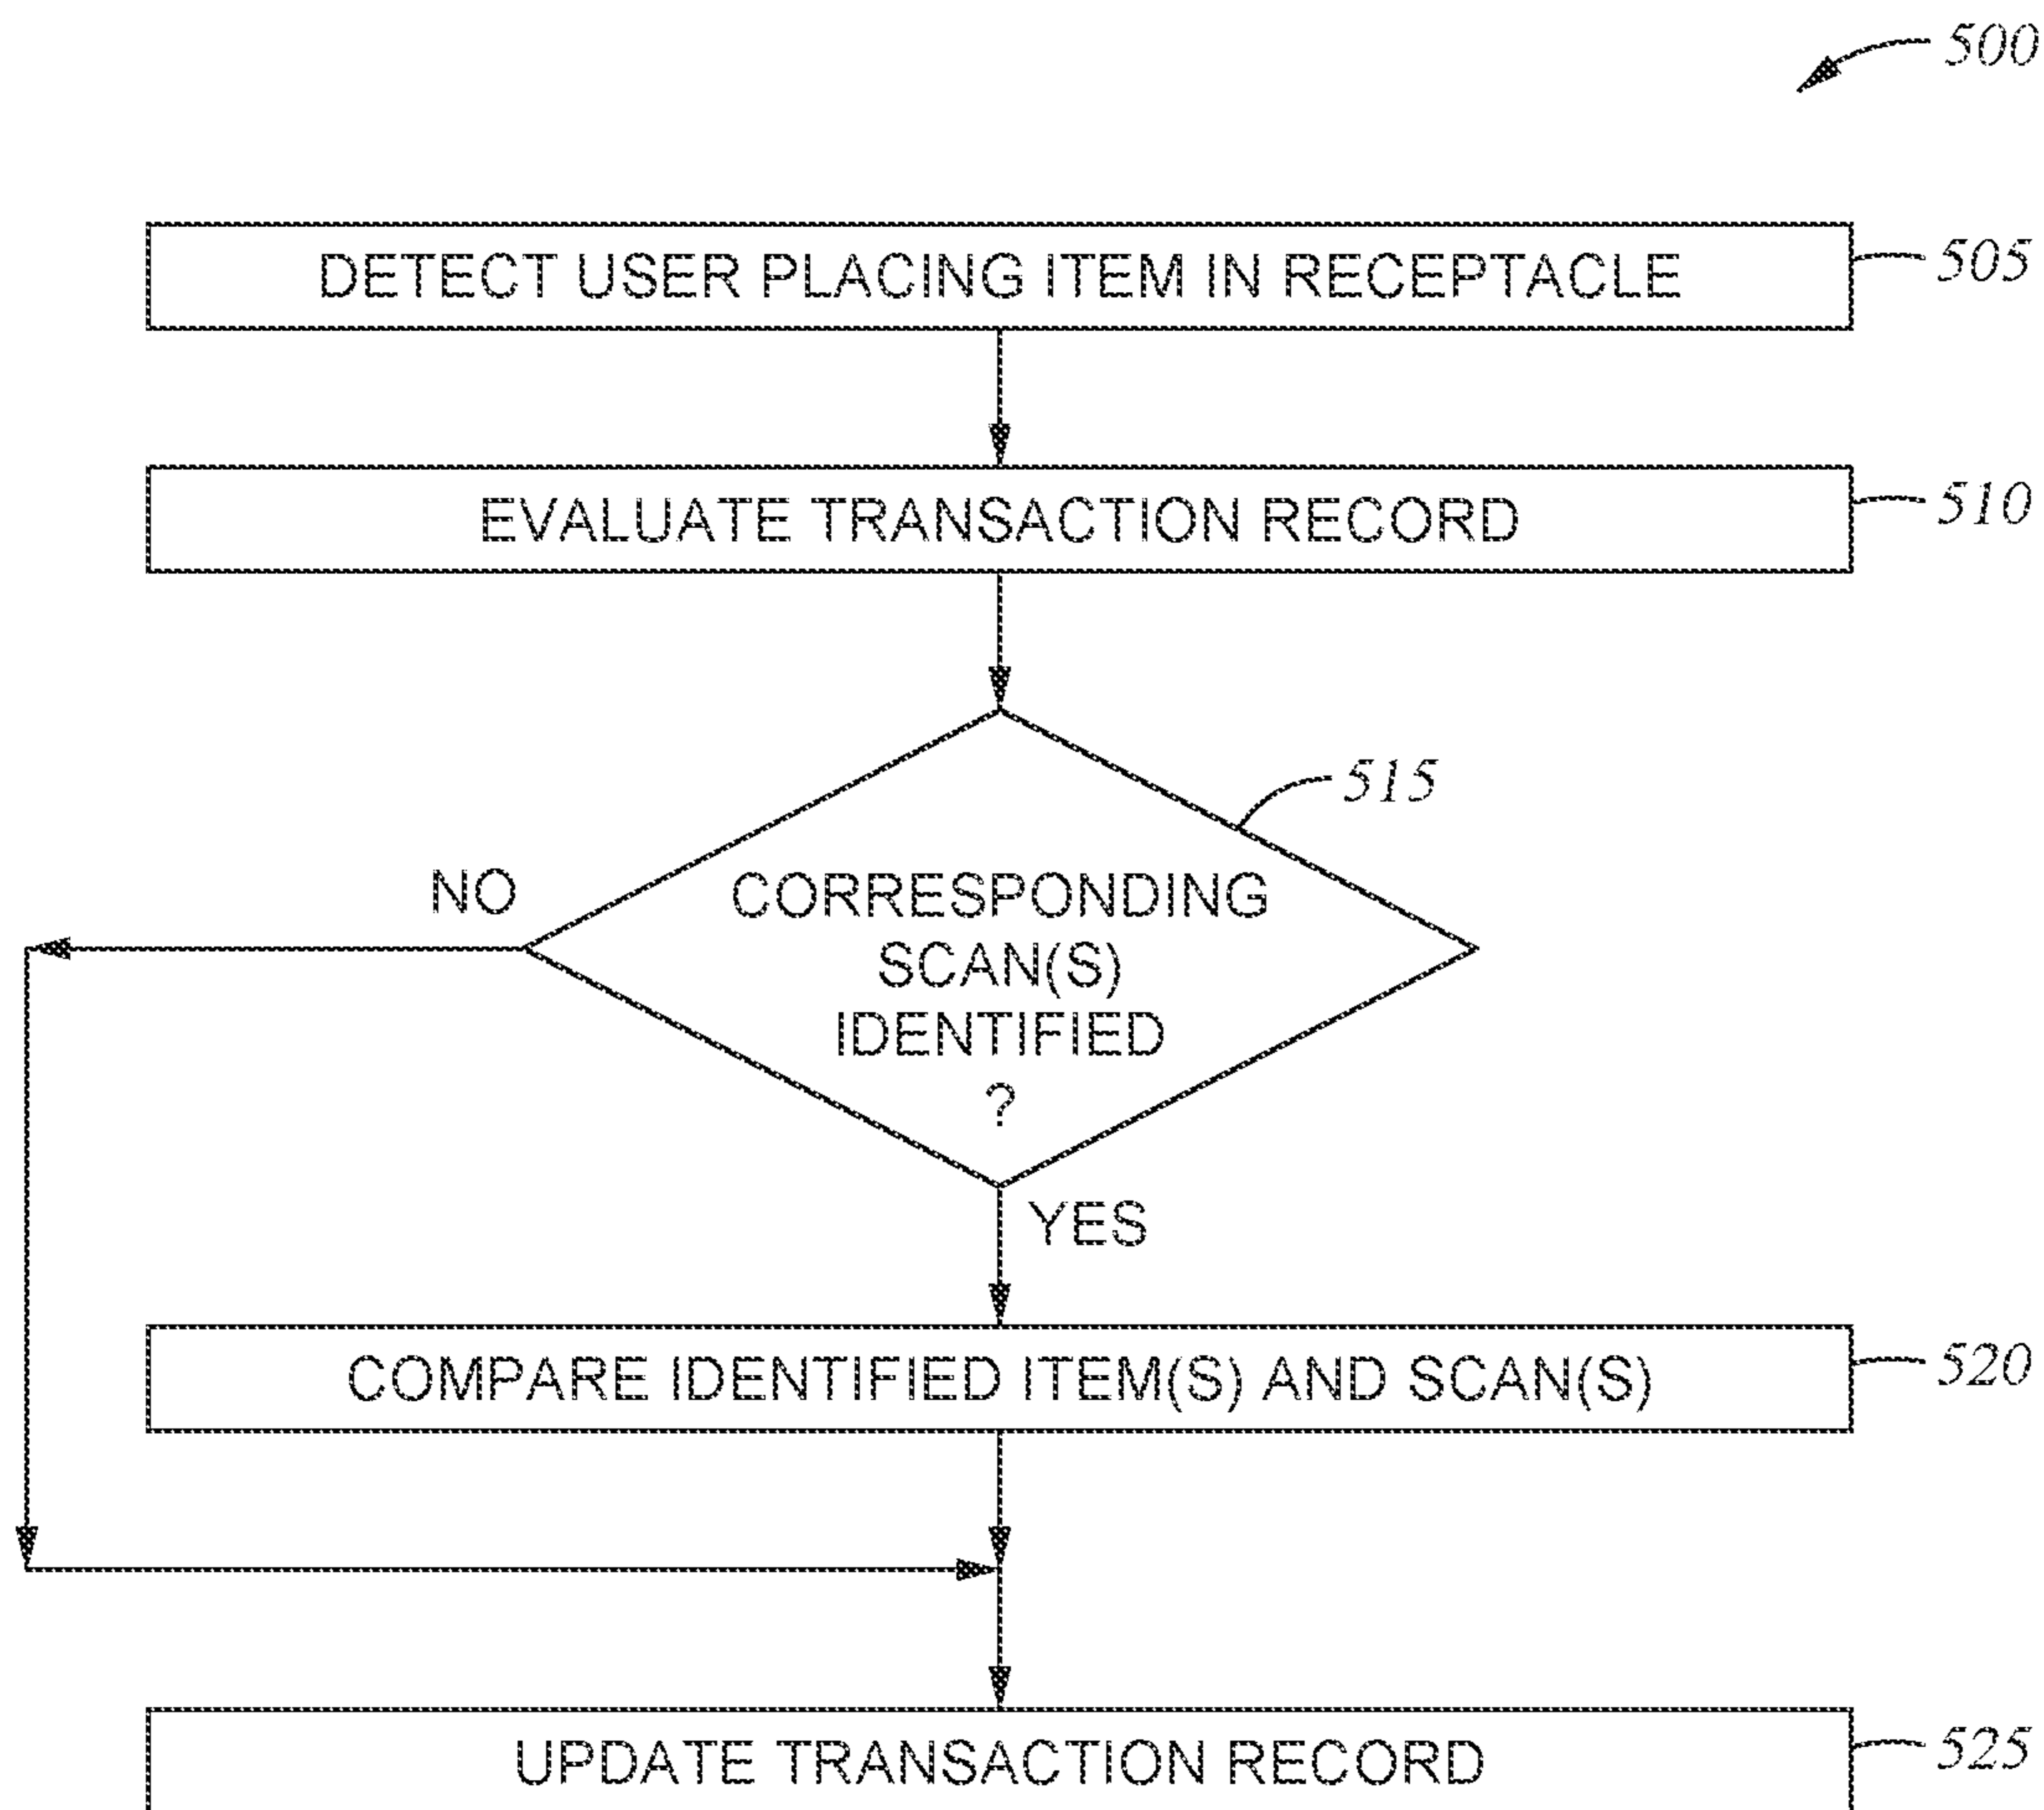 500
DETECT USER PLACING ITEM IN RECEPTACLE
505
EVALUATE TRANSACTION RECORD
510
515
NO
CORRESPONDING
SCAN(S)
IDENTIFIED
?
YES
COMPARE IDENTIFIED ITEM(S) AND SCAN(S)
520
UPDATE TRANSACTION RECORD
525